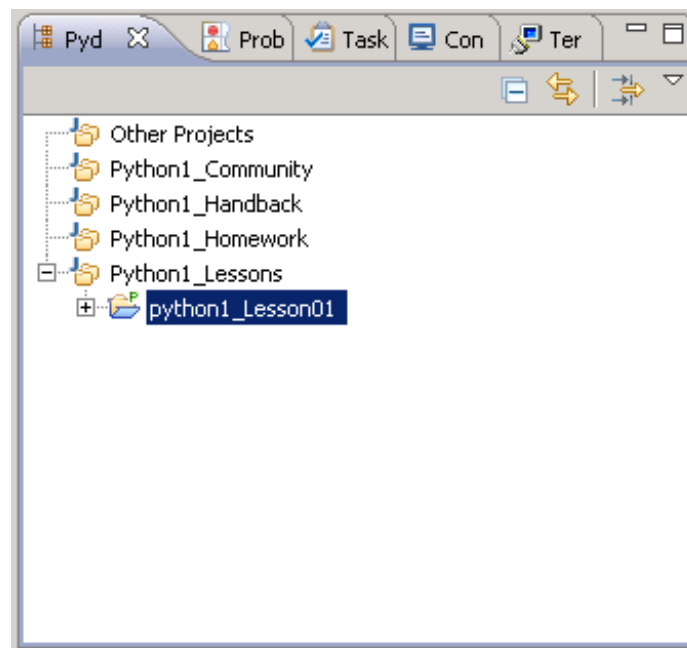 Pyd Prob Task Con Ter
Other Projects
Python1_Community
Python1_Handback
Python1_Homework
Python1_Lessons
python1_Lesson01